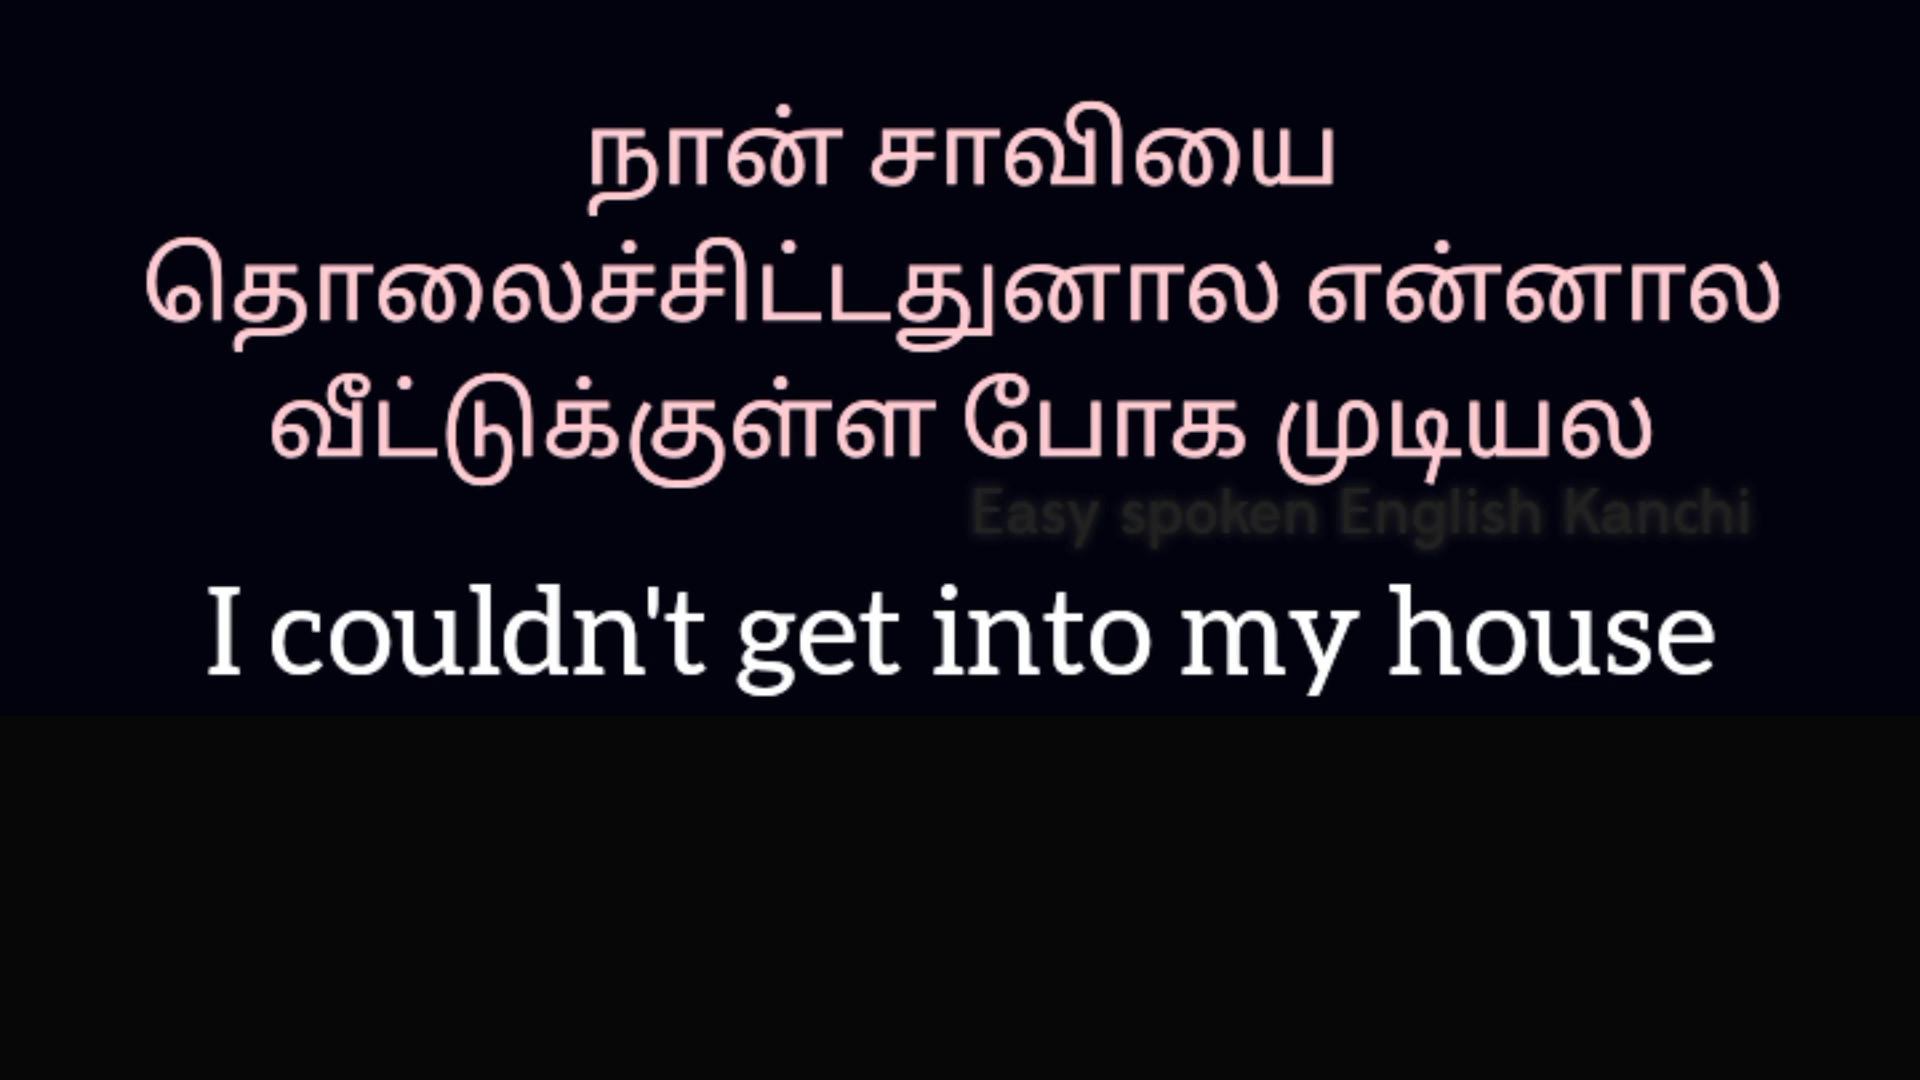 நான் சாவியை
தொலைச்சிட்டதுனால என்னால
வீட்டுக்குள்ள போக முடியல
Easy spoken English Kanchi
I couldn't get into my house